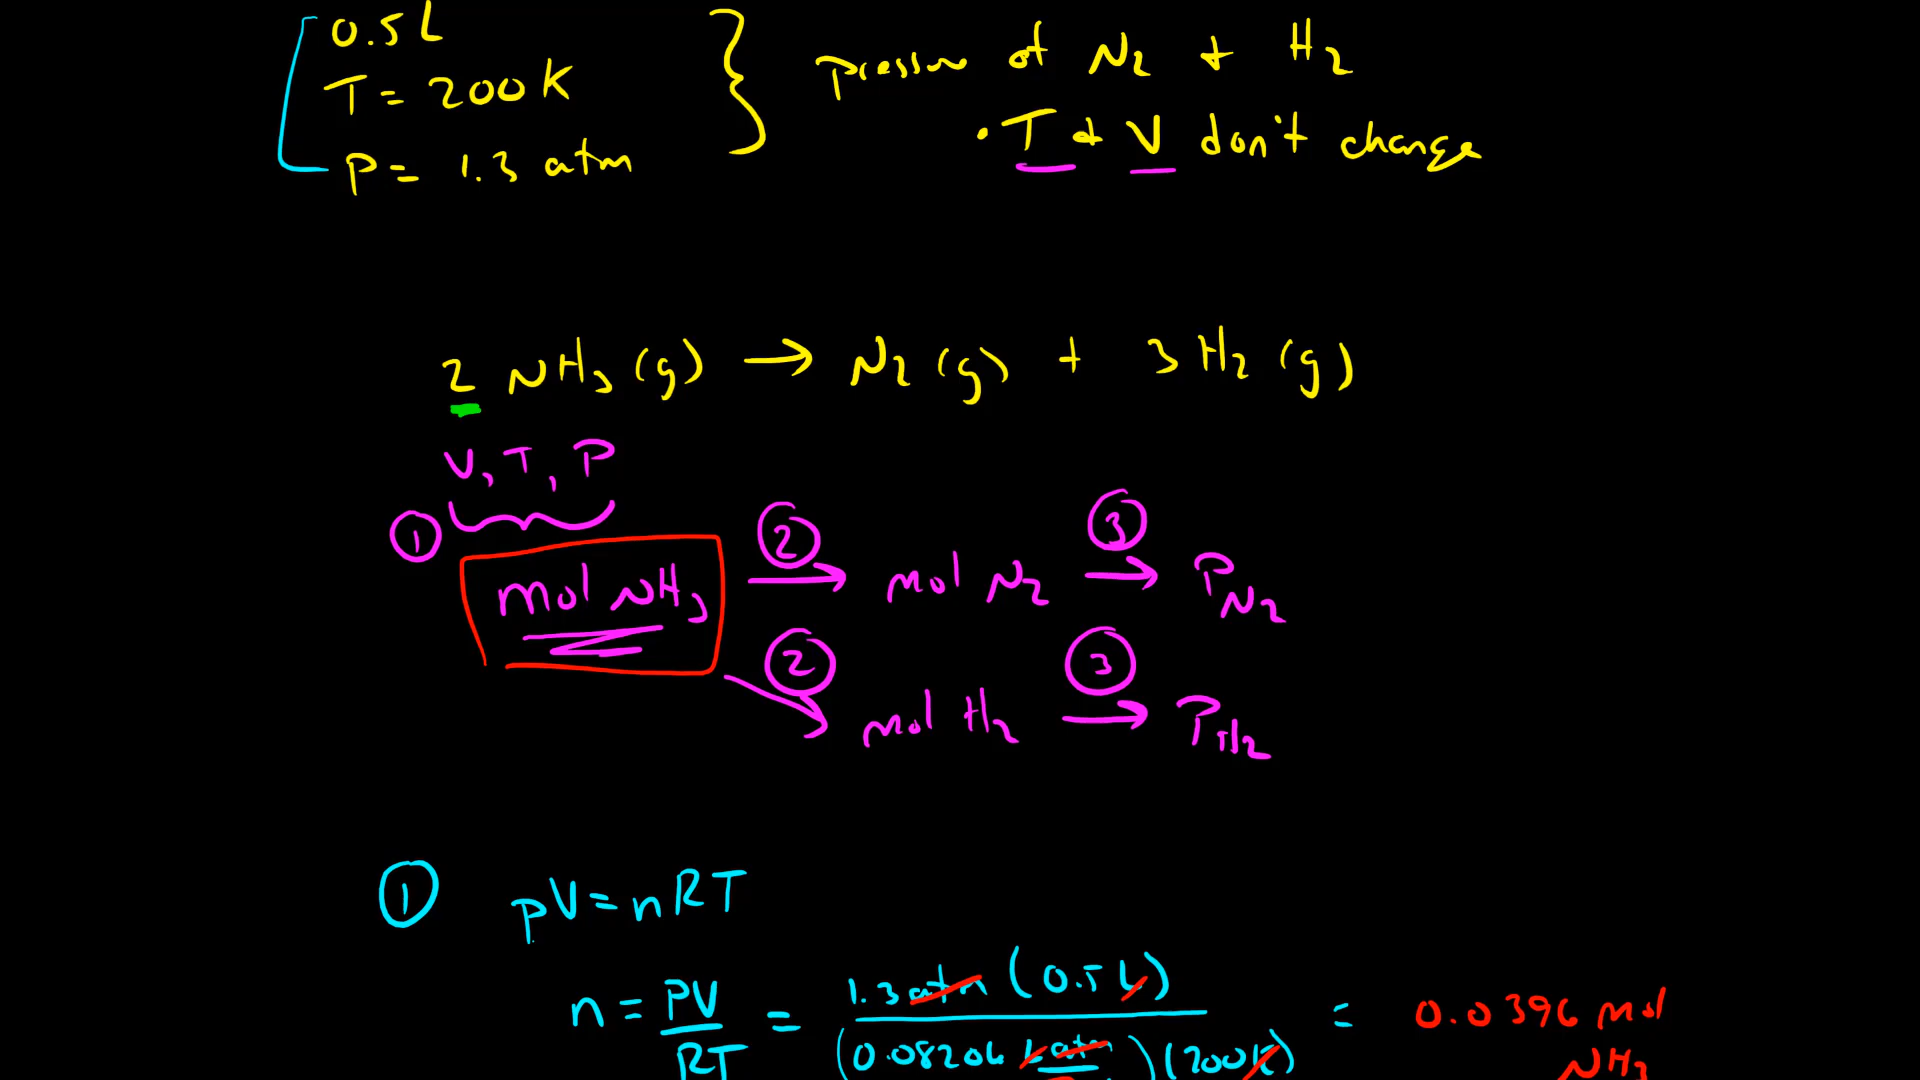 0.5 L
T = 200 K
P = 1.3 atm
pressure of N2 + H2
• T & V don't change
2 NH3 (g) → N2 (g) + 3 H2 (g)
V, T, P
① mol NH3 ② → mol N2 ③ → PN2
② → mol H2 ③ → PH2
① PV = nRT
n = PV / RT = 1.3 atm (0.5 L) / (0.08206 L atm) (200 K) = 0.0396 mol NH3